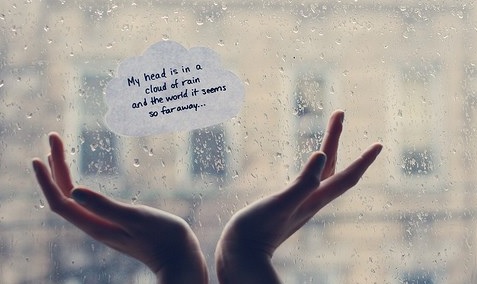 My head is in a
cloud of rain
and the world it seems
so far away...